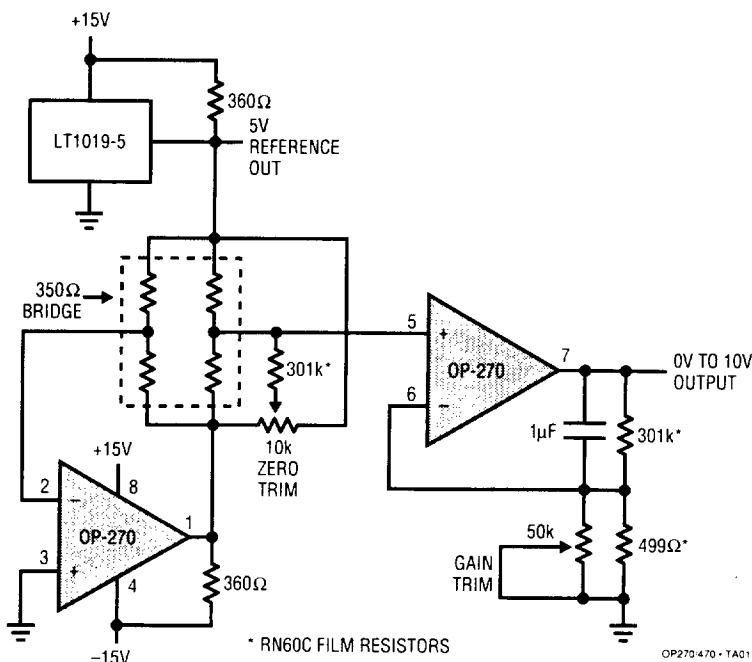 +15V
360Ω
LT1019-5
5V
REFERENCE
OUT
350Ω
BRIDGE
301k*
10k
ZERO
TRIM
5
+
OP-270
6
−
7
0V TO 10V
OUTPUT
1µF
301k*
+15V
2
−
8
OP-270
1
3
+
4
360Ω
−15V
50k
GAIN
TRIM
499Ω*
* RN60C FILM RESISTORS
OP270/470 • TA01